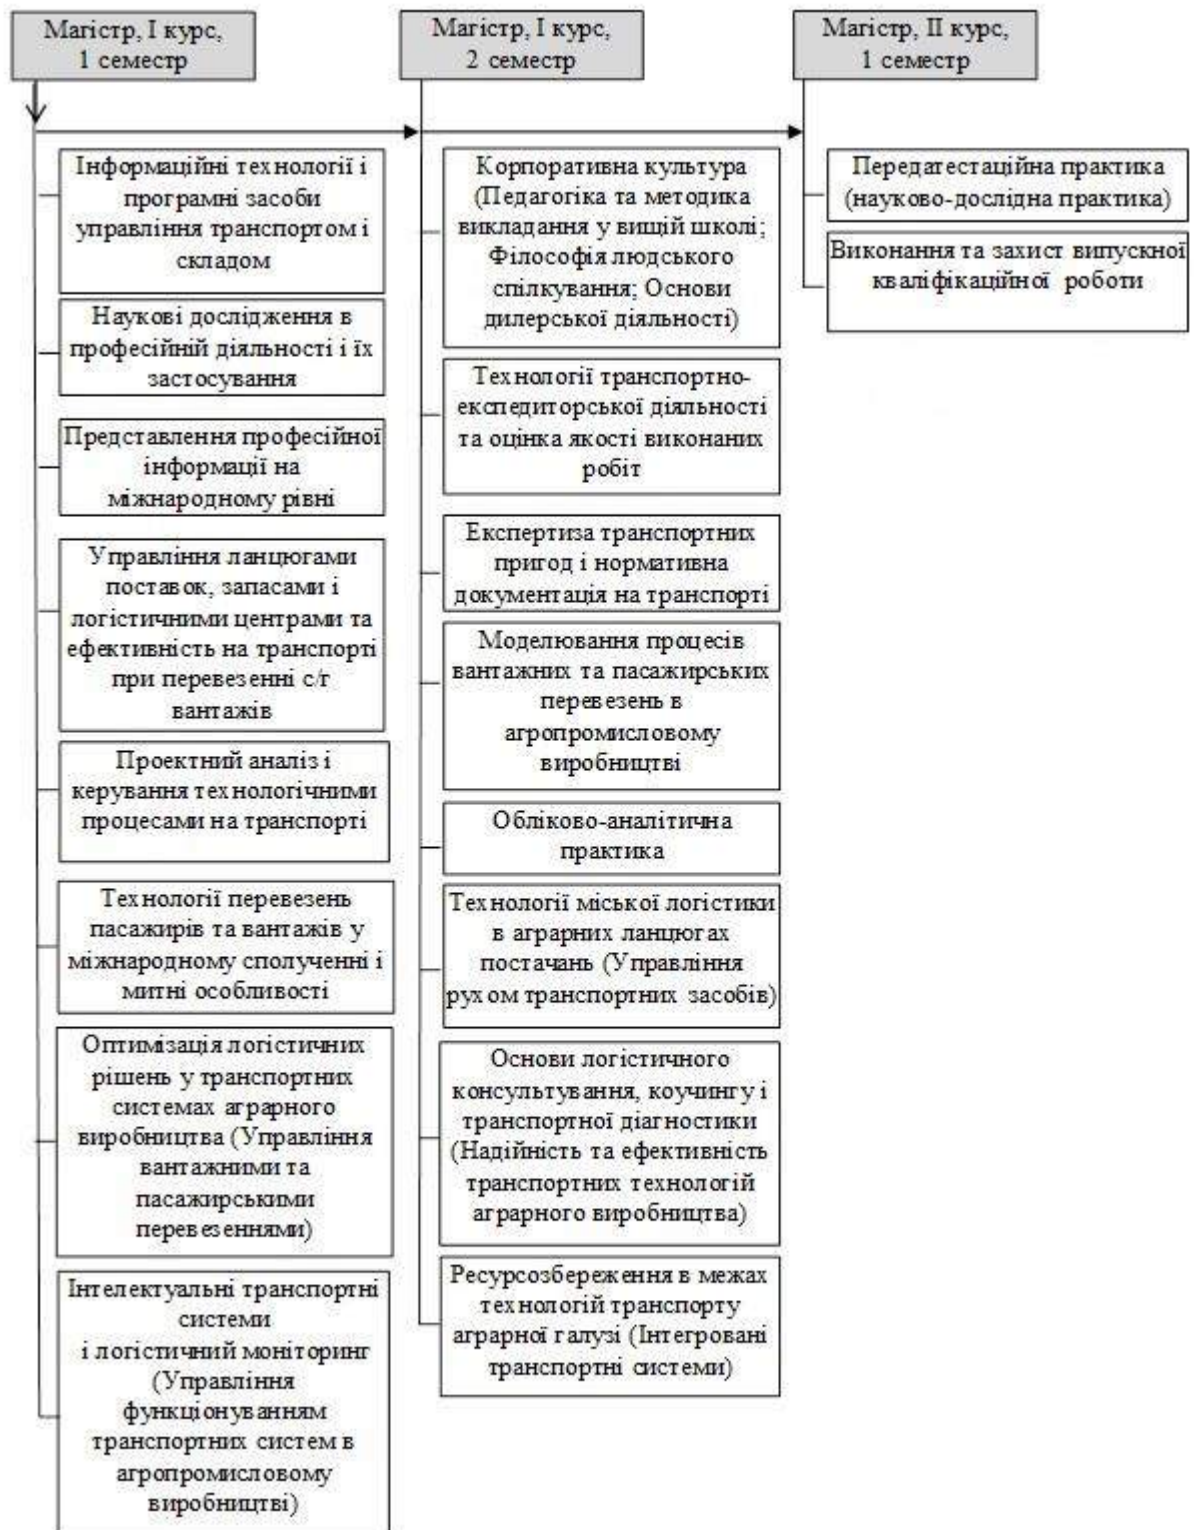 Магістр, І курс,
1 семестр
Магістр, І курс,
2 семестр
Магістр, ІІ курс,
1 семестр
Інформаційні технології і
програмні засоби
управління транспортом і
складом
Наукові дослідження в
професійній діяльності і їх
застосування
Представлення професійної
інформації на
міжнародному рівні
Управління ланцюгами
поставок, запасами і
логістичними центрами та
ефективність на транспорті
при перевезенні с/г
вантажів
Проектний аналіз і
керування технологічними
процесами на транспорті
Технології перевезень
пасажирів та вантажів у
міжнародному сполученні і
митні особливості
Оптимізація логістичних
рішень у транспортних
системах аграрного
виробництва (Управління
вантажними та
пасажирськими
перевезеннями)
Інтелектуальні транспортні
системи
і логістичний моніторинг
(Управління
функціонуванням
транспортних систем в
агропромисловому
виробництві)
Корпоративна культура
(Педагогіка та методика
викладання у вищій школі;
Філософія людського
спілкування; Основи
дилерської діяльності)
Технології транспортно-
експедиторської діяльності
та оцінка якості виконаних
робіт
Експертиза транспортних
пригод і нормативна
документація на транспорті
Моделювання процесів
вантажних та пасажирських
перевезень в
агропромисловому
виробництві
Обліково-аналітична
практика
Технології міської логістики
в аграрних ланцюгах
постачань (Управління
рухом транспортних засобів)
Основи логістичного
консультування, коучингу і
транспортної діагностики
(Надійність та ефективність
транспортних технологій
аграрного виробництва)
Ресурсозбереження в межах
технологій транспорту
аграрної галузі (Інтегровані
транспортні системи)
Передатестаційна практика
(науково-дослідна практика)
Виконання та захист випускної
кваліфікаційної роботи